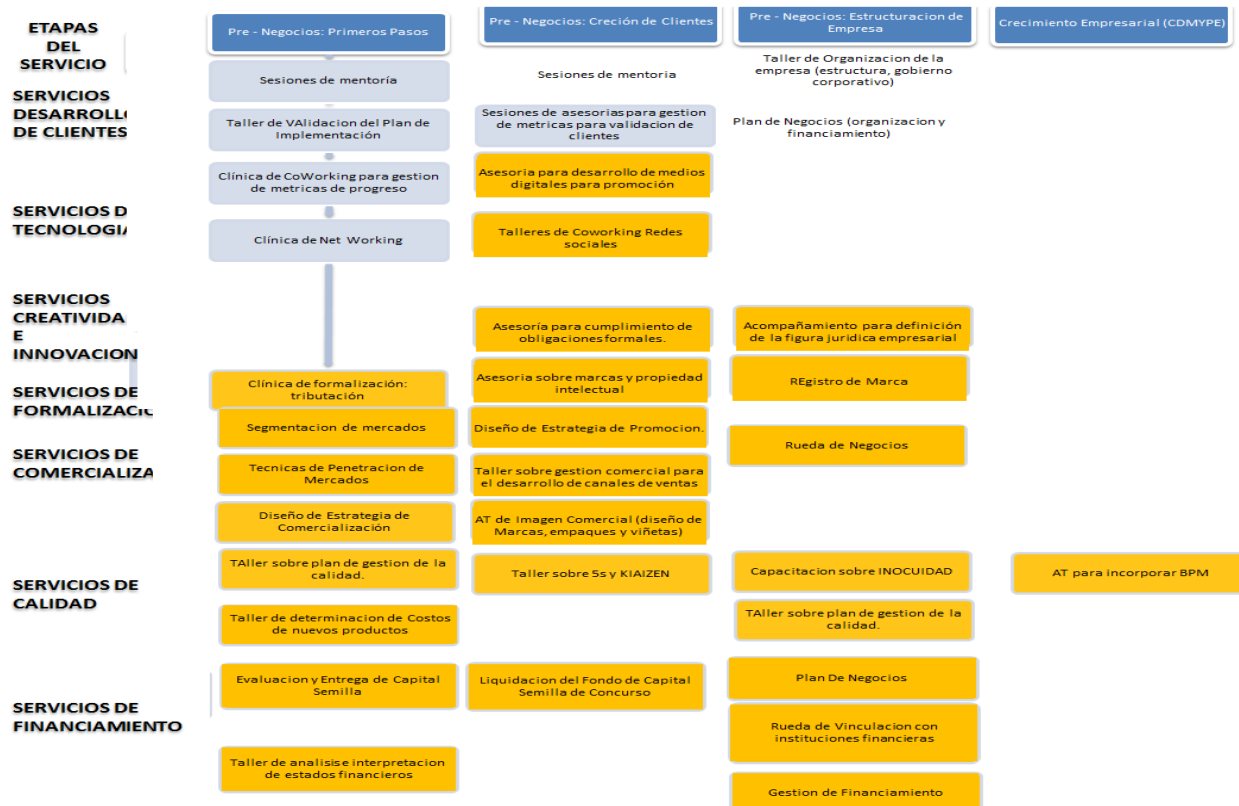 ETAPAS
DEL
SERVICIO
Pre - Negocios: Primeros Pasos
Pre - Negocios: Creción de Clientes
Pre - Negocios: Estructuracion de
Empresa
Crecimiento Empresarial (CDMYPE)
SERVICIOS
DESARROLL
DE CLIENTES
Sesiones de mentoría
Sesiones de mentoria
Taller de Organizacion de la
empresa (estructura, gobierno
corporativo)
Taller de VAlidacion del Plan de
Implementación
Sesiones de asesorias para gestion
de metricas para validacion de
clientes
Plan de Negocios (organizacion y
financiamiento)
Clínica de CoWorking para gestion
de metricas de progreso
Asesoria para desarrollo de medios
digitales para promoción
SERVICIOS D
TECNOLOGIA
Clínica de Net Working
Talleres de Coworking Redes
sociales
SERVICIOS
CREATIVIDA
E
INNOVACION
Asesoría para cumplimiento de
obligaciones formales.
Acompañamiento para definición
de la figura juridica empresarial
SERVICIOS DE
FORMALIZACIO
Clínica de formalización:
tributación
Asesoria sobre marcas y propiedad
intelectual
REgistro de Marca
SERVICIOS DE
COMERCIALIZA
Segmentacion de mercados
Diseño de Estrategia de Promocion.
Rueda de Negocios
Tecnicas de Penetracion de
Mercados
Taller sobre gestion comercial para
el desarrollo de canales de ventas
Diseño de Estrategia de
Comercialización
AT de Imagen Comercial (diseño de
Marcas, empaques y viñetas)
SERVICIOS DE
CALIDAD
TAller sobre plan de gestion de la
calidad.
Taller sobre 5s y KIAIZEN
Capacitacion sobre INOCUIDAD
AT para incorporar BPM
Taller de determinacion de Costos
de nuevos productos
TAller sobre plan de gestion de la
calidad.
SERVICIOS DE
FINANCIAMIENTO
Evaluacion y Entrega de Capital
Semilla
Liquidacion del Fondo de Capital
Semilla de Concurso
Plan De Negocios
Rueda de Vinculacion con
instituciones financieras
Taller de analisis e interpretacion
de estados financieros
Gestion de Financiamiento